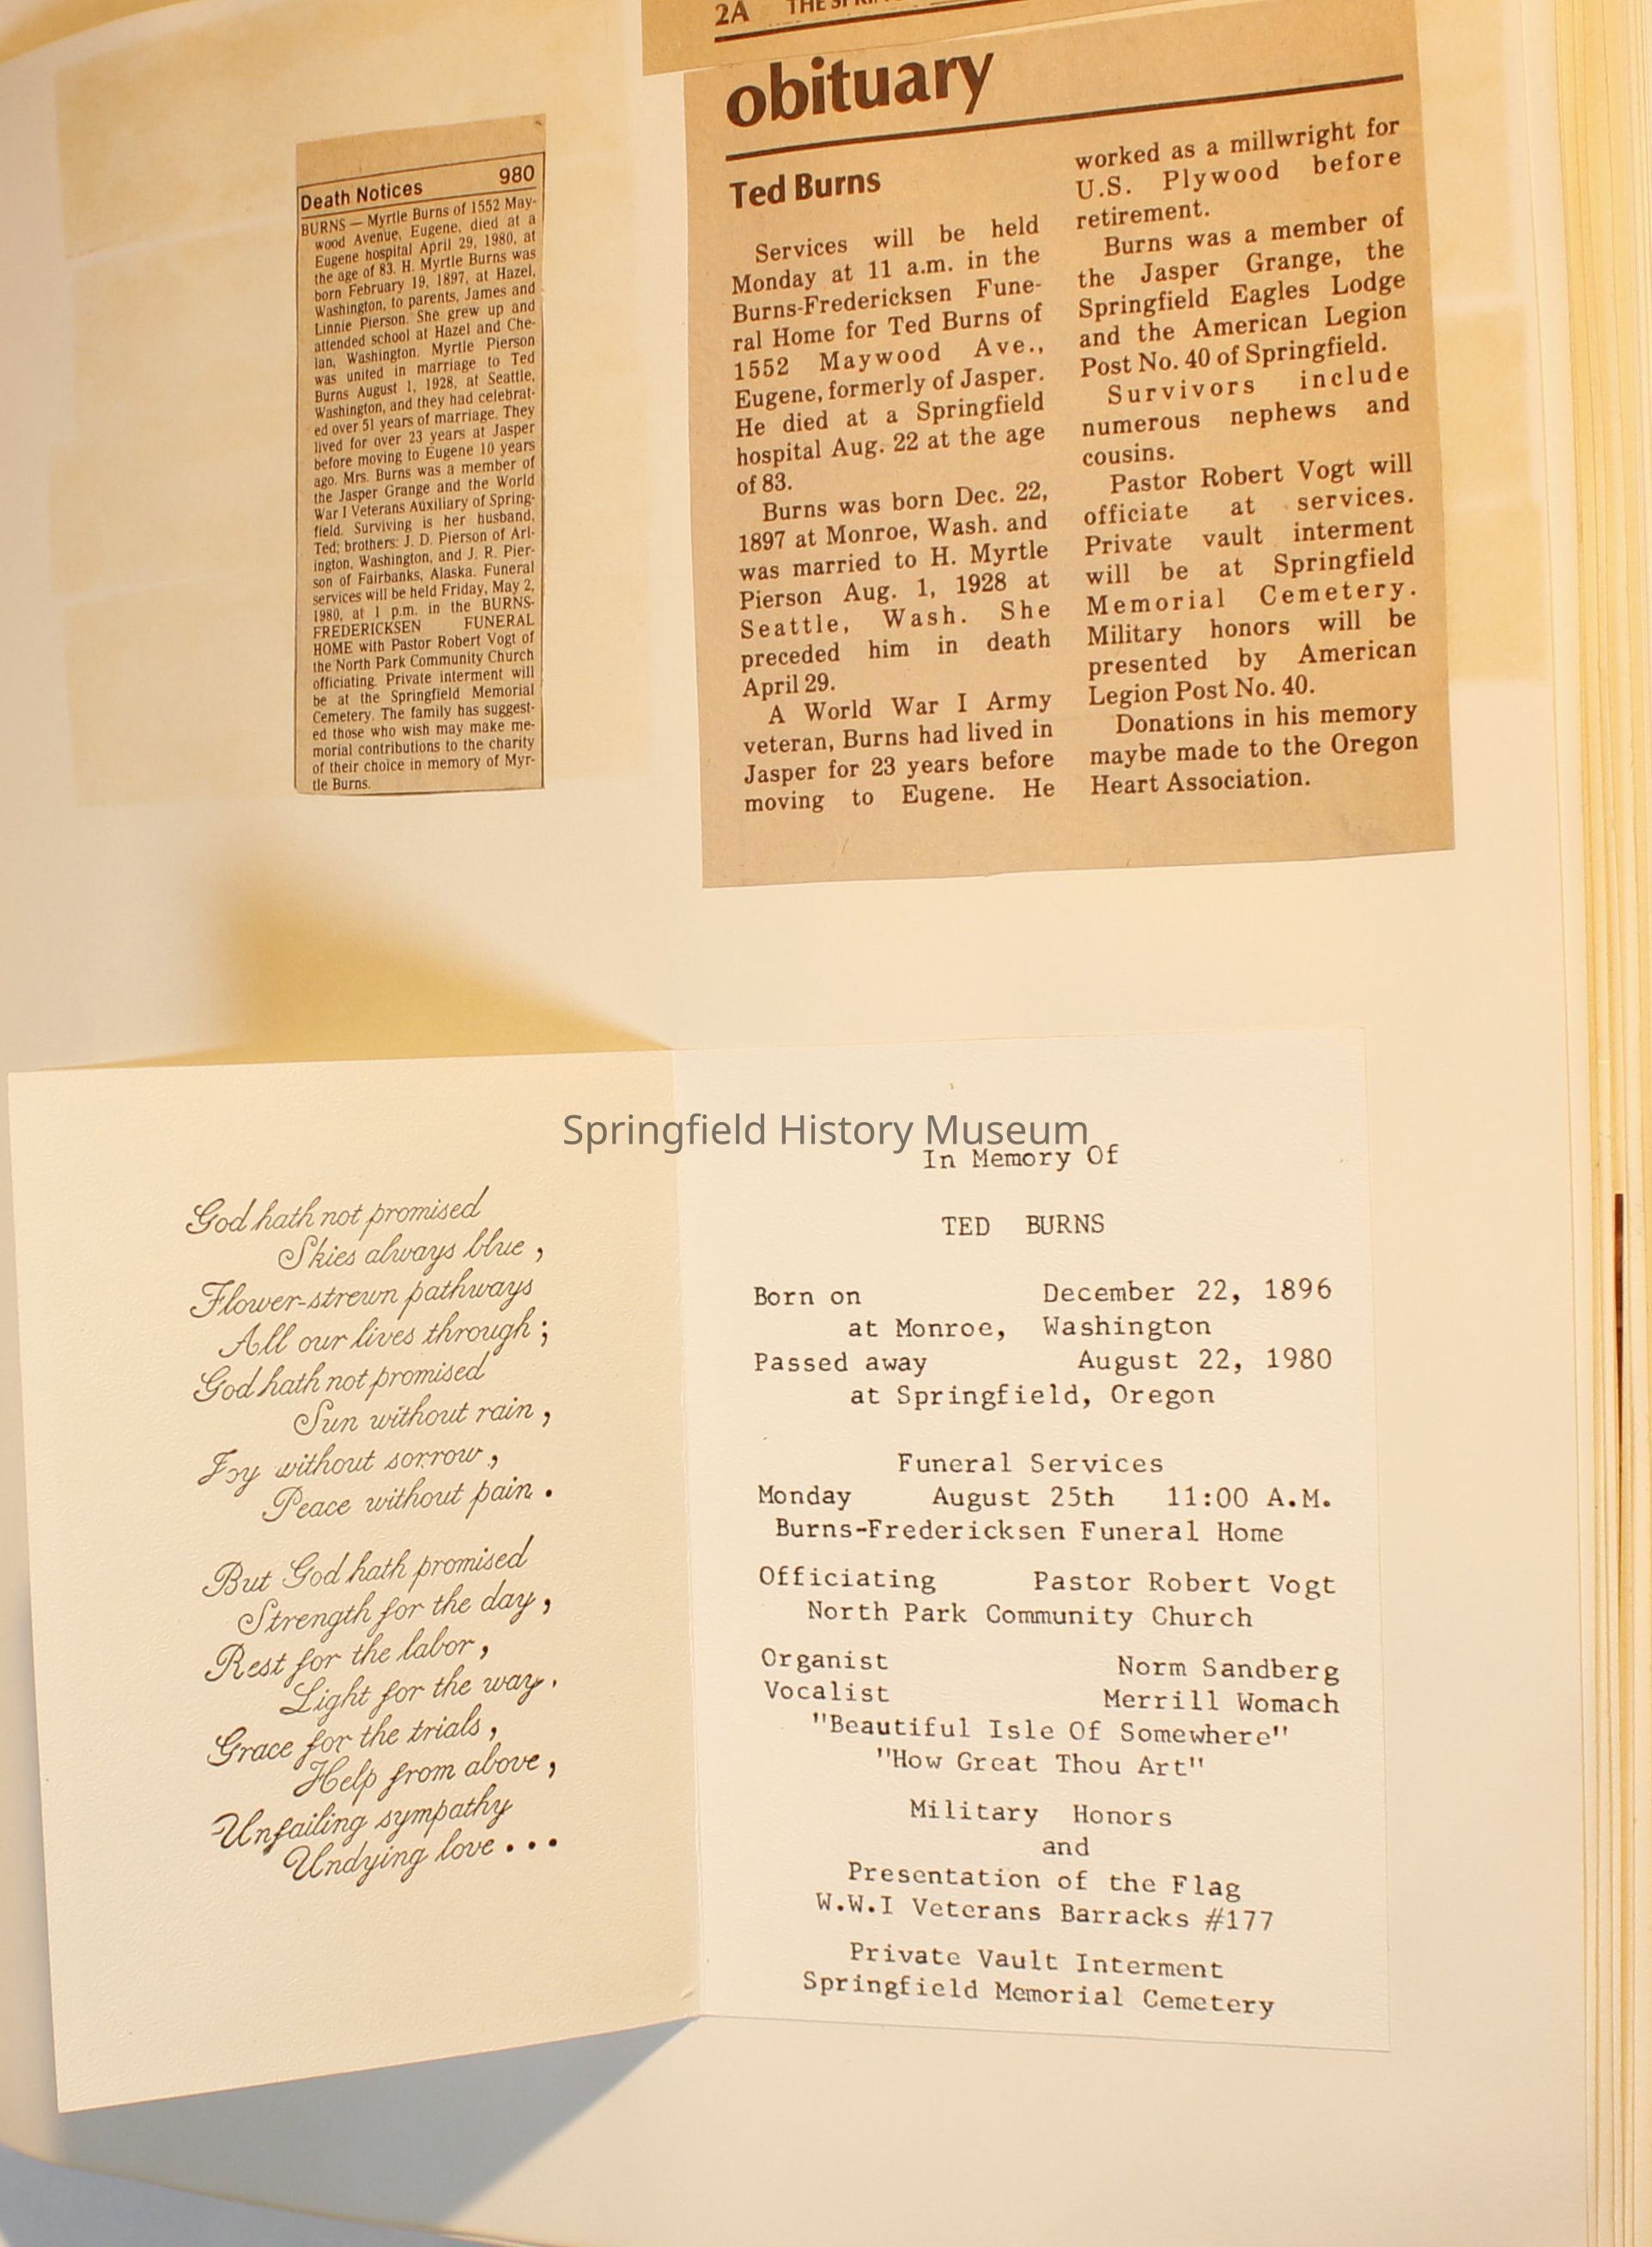 2A
Death Notices 980
BURNS — Myrtle Burns of 1552 May-
wood Avenue, Eugene, died at a
Eugene hospital April 29, 1980, at
the age of 83. H. Myrtle Burns was
born February 19, 1897, at Hazel,
Washington, to parents, James and
Linnie Pierson. She grew up and
attended school at Hazel and Che-
lan, Washington. Myrtle Pierson
was united in marriage to Ted
Burns August 1, 1928, at Seattle,
Washington, and they had celebrat-
ed over 51 years of marriage. They
lived for over 23 years at Jasper
before moving to Eugene 10 years
ago. Mrs. Burns was a member of
the Jasper Grange and the World
War I Veterans Auxiliary of Spring-
field. Surviving is her husband,
Ted; brothers: J. D. Pierson of Arl-
ington, Washington, and J. R. Pier-
son of Fairbanks, Alaska. Funeral
services will be held Friday, May 2,
1980, at 1 p.m. in the BURNS-
FREDERICKSEN FUNERAL
HOME with Pastor Robert Vogt of
the North Park Community Church
officiating. Private interment will
be at the Springfield Memorial
Cemetery. The family has suggest-
ed those who wish may make me-
morial contributions to the charity
of their choice in memory of Myr-
tle Burns.
obituary
Ted Burns
Services will be held
Monday at 11 a.m. in the
Burns-Fredericksen Fune-
ral Home for Ted Burns of
1552 Maywood Ave.,
Eugene, formerly of Jasper.
He died at a Springfield
hospital Aug. 22 at the age
of 83.
Burns was born Dec. 22,
1897 at Monroe, Wash. and
was married to H. Myrtle
Pierson Aug. 1, 1928 at
Seattle, Wash. She
preceded him in death
April 29.
A World War I Army
veteran, Burns had lived in
Jasper for 23 years before
moving to Eugene. He
worked as a millwright for
U.S. Plywood before
retirement.
Burns was a member of
the Jasper Grange, the
Springfield Eagles Lodge
and the American Legion
Post No. 40 of Springfield.
Survivors include
numerous nephews and
cousins.
Pastor Robert Vogt will
officiate at services.
Private vault interment
will be at Springfield
Memorial Cemetery.
Military honors will be
presented by American
Legion Post No. 40.
Donations in his memory
maybe made to the Oregon
Heart Association.
Springfield History Museum
God hath not promised
Skies always blue,
Flower-strewn pathways
All our lives through;
God hath not promised
Sun without rain,
Joy without sorrow,
Peace without pain.
But God hath promised
Strength for the day,
Rest for the labor,
Light for the way.
Grace for the trials,
Help from above,
Unfailing sympathy
Undying love...
In Memory Of
TED BURNS
Born on December 22, 1896
at Monroe, Washington
Passed away August 22, 1980
at Springfield, Oregon
Funeral Services
Monday August 25th 11:00 A.M.
Burns-Fredericksen Funeral Home
Officiating Pastor Robert Vogt
North Park Community Church
Organist Norm Sandberg
Vocalist Merrill Womach
"Beautiful Isle Of Somewhere"
"How Great Thou Art"
Military Honors
and
Presentation of the Flag
W.W.I Veterans Barracks #177
Private Vault Interment
Springfield Memorial Cemetery